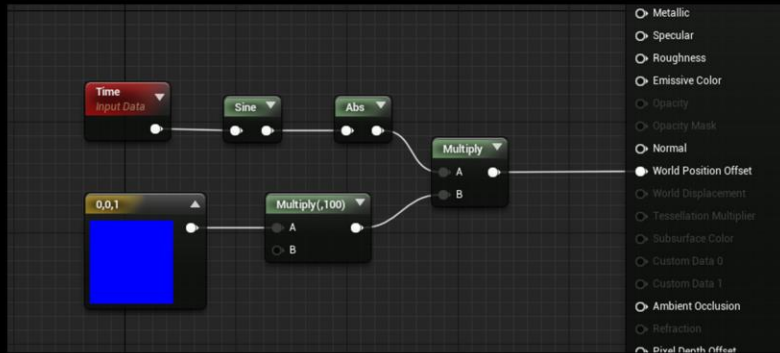 Time
Input Data
Sine
Abs
Multiply
A
B
0,0,1
Multiply(,100)
A
B
Metallic
Specular
Roughness
Emissive Color
Opacity
Opacity Mask
Normal
World Position Offset
World Displacement
Tessellation Multiplier
Subsurface Color
Custom Data 0
Custom Data 1
Ambient Occlusion
Refraction
Pixel Depth Offset